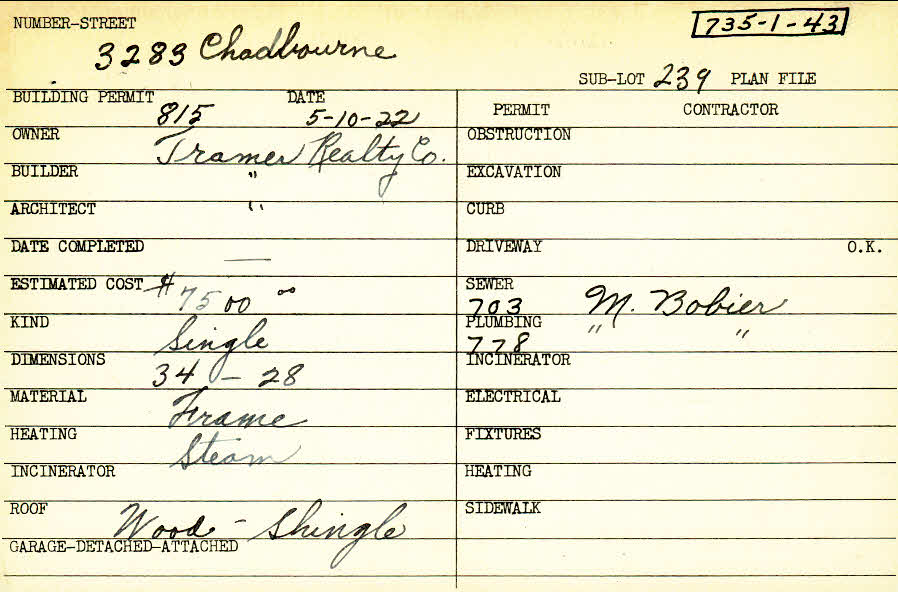 NUMBER-STREET 735-1-43
3283 Chadbourne
SUB-LOT 239 PLAN FILE
BUILDING PERMIT 815 DATE 5-10-22
OWNER Tramer Realty Co.
BUILDER "
ARCHITECT "
DATE COMPLETED —
ESTIMATED COST $7500 00
KIND Single
DIMENSIONS 34 - 28
MATERIAL Frame
HEATING Steam
INCINERATOR
ROOF Wood - Shingle
GARAGE-DETACHED-ATTACHED
PERMIT CONTRACTOR
OBSTRUCTION
EXCAVATION
CURB
DRIVEWAY O.K.
SEWER
703 M. Bobier
PLUMBING " "
778
INCINERATOR
ELECTRICAL
FIXTURES
HEATING
SIDEWALK